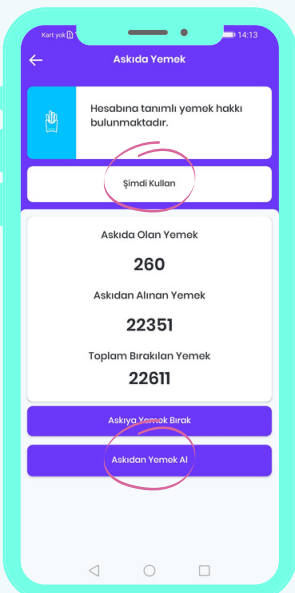 Kart yok
14:13
Askıda Yemek
Hesabına tanımlı yemek hakkı
bulunmaktadır.
Şimdi Kullan
Askıda Olan Yemek
260
Askıdan Alınan Yemek
22351
Toplam Bırakılan Yemek
22611
Askıya Yemek Bırak
Askıdan Yemek Al